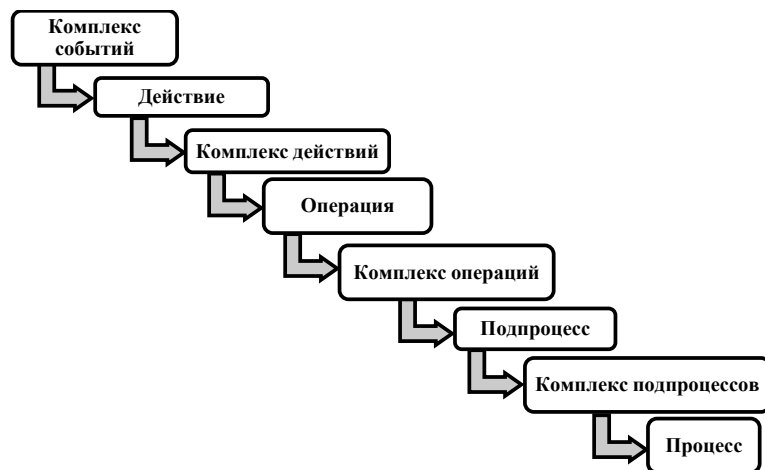 Комплекс
событий
Действие
Комплекс действий
Операция
Комплекс операций
Подпроцесс
Комплекс подпроцессов
Процесс